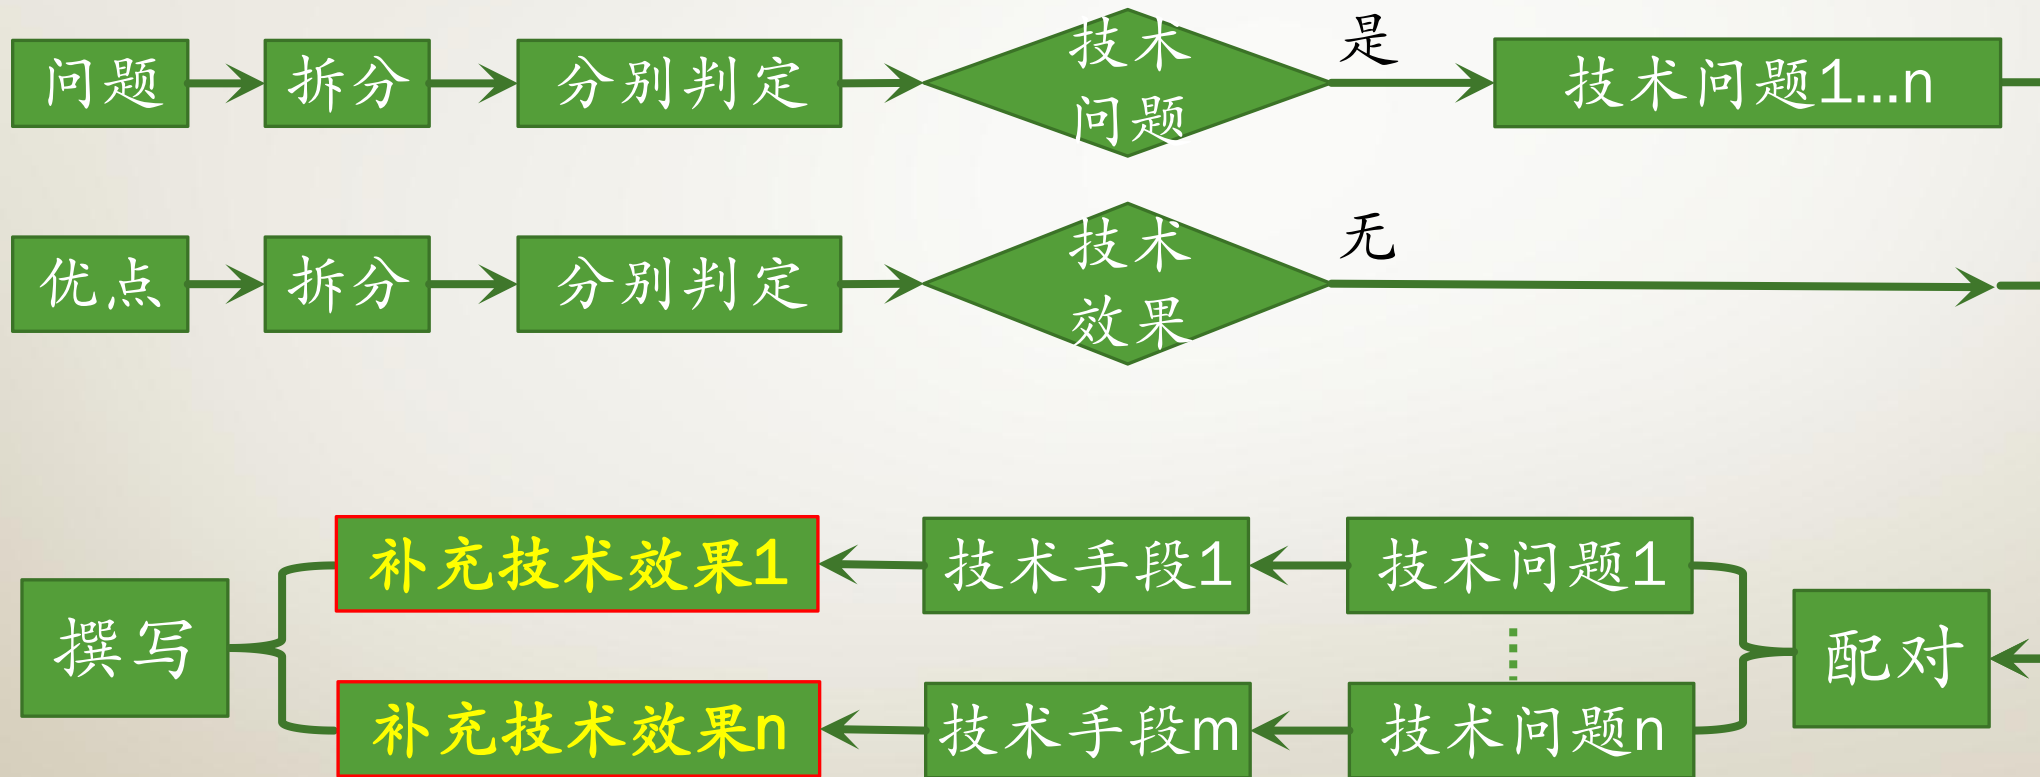 问题
拆分
分别判定
技术
问题
是
技术问题1…n
优点
拆分
分别判定
技术
效果
无
补充技术效果1
技术手段1
技术问题1
撰写
配对
补充技术效果n
技术手段m
技术问题n